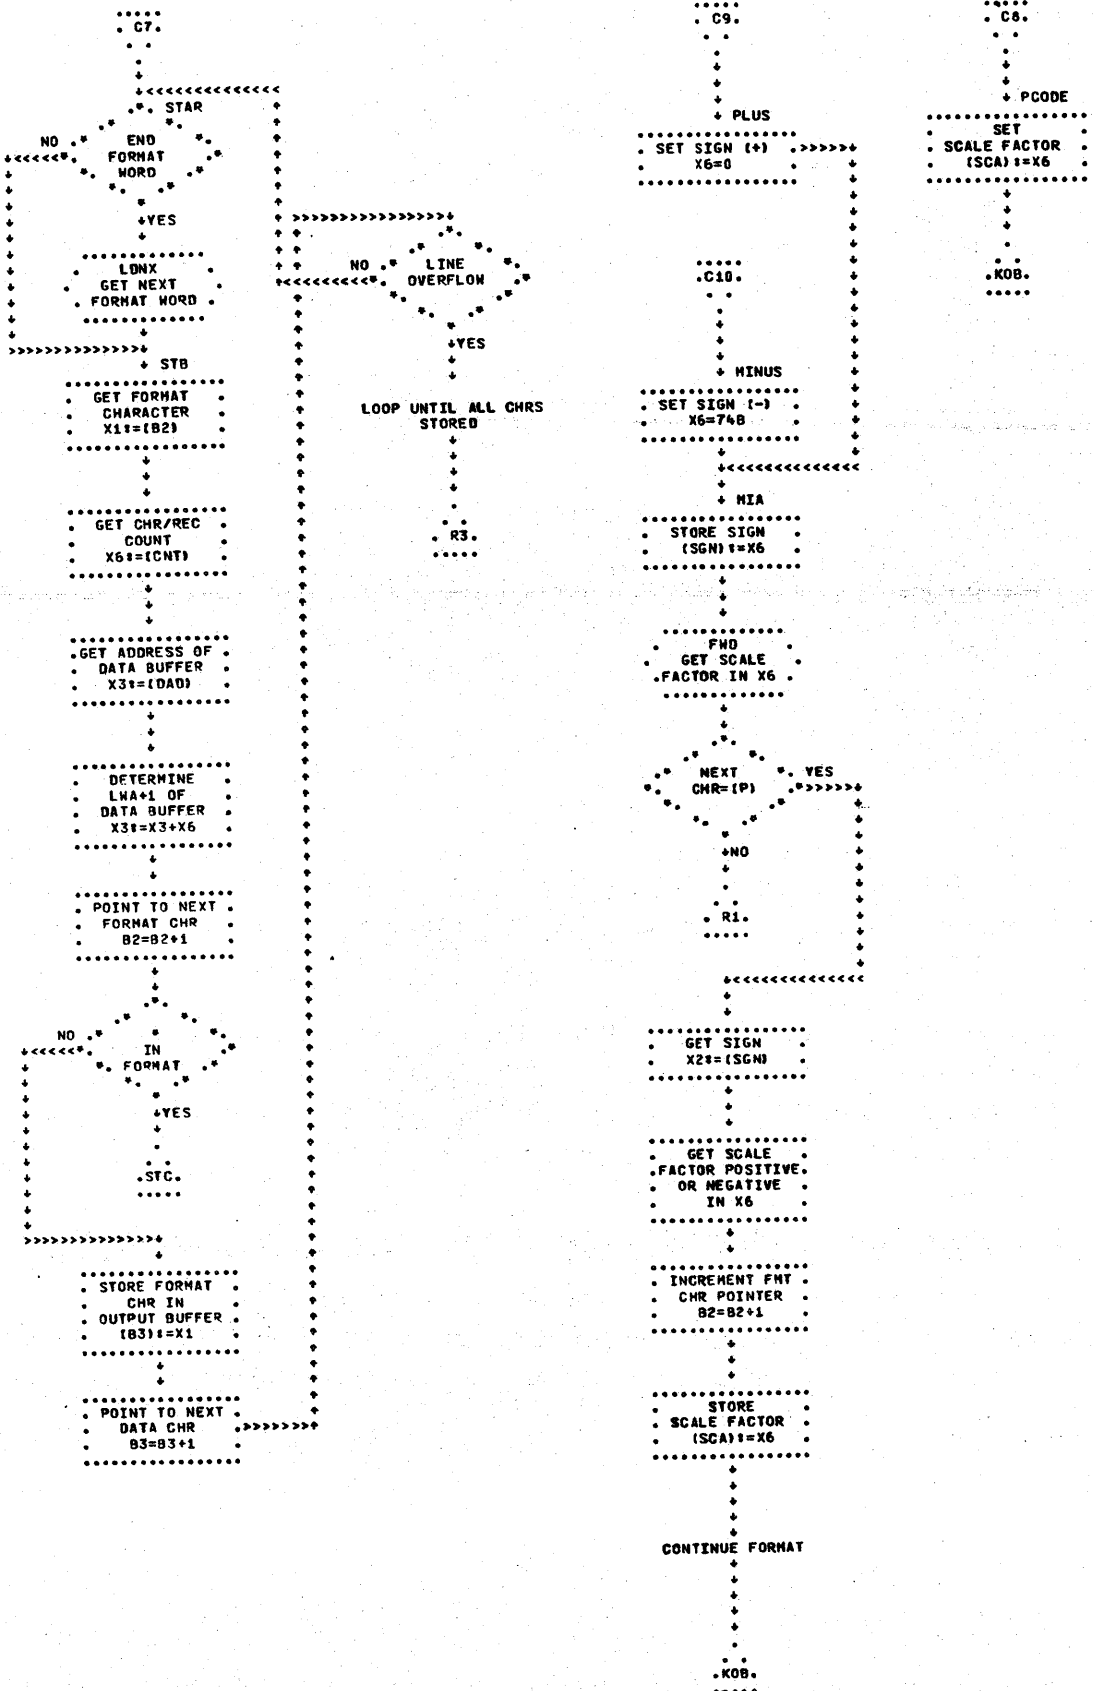 C7.
STAR
NO
END
FORMAT
WORD
YES
LDNX
GET NEXT
FORMAT WORD
STB
GET FORMAT
CHARACTER
X1:=(B2)
GET CHR/REC
COUNT
X6:=(CNT)
GET ADDRESS OF
DATA BUFFER
X3:=(DAD)
DETERMINE
LWA+1 OF
DATA BUFFER
X3:=X3+X6
POINT TO NEXT
FORMAT CHR
B2=B2+1
NO
IN
FORMAT
YES
STC.
STORE FORMAT
CHR IN
OUTPUT BUFFER
(B3):=X1
POINT TO NEXT
DATA CHR
B3=B3+1
NO
LINE
OVERFLOW
YES
LOOP UNTIL ALL CHRS
STORED
R3.
C9.
PLUS
SET SIGN (+)
X6=0
C10.
MINUS
SET SIGN (-)
X6=74B
MIA
STORE SIGN
(SGN):=X6
FWD
GET SCALE
FACTOR IN X6
NEXT
CHR=(P)
YES
NO
R1.
GET SIGN
X2:=(SGN)
GET SCALE
FACTOR POSITIVE
OR NEGATIVE
IN X6
INCREMENT FMT
CHR POINTER
B2=B2+1
STORE
SCALE FACTOR
(SCA):=X6
CONTINUE FORMAT
KOB.
C8.
PCODE
SET
SCALE FACTOR
(SCA):=X6
KOB.